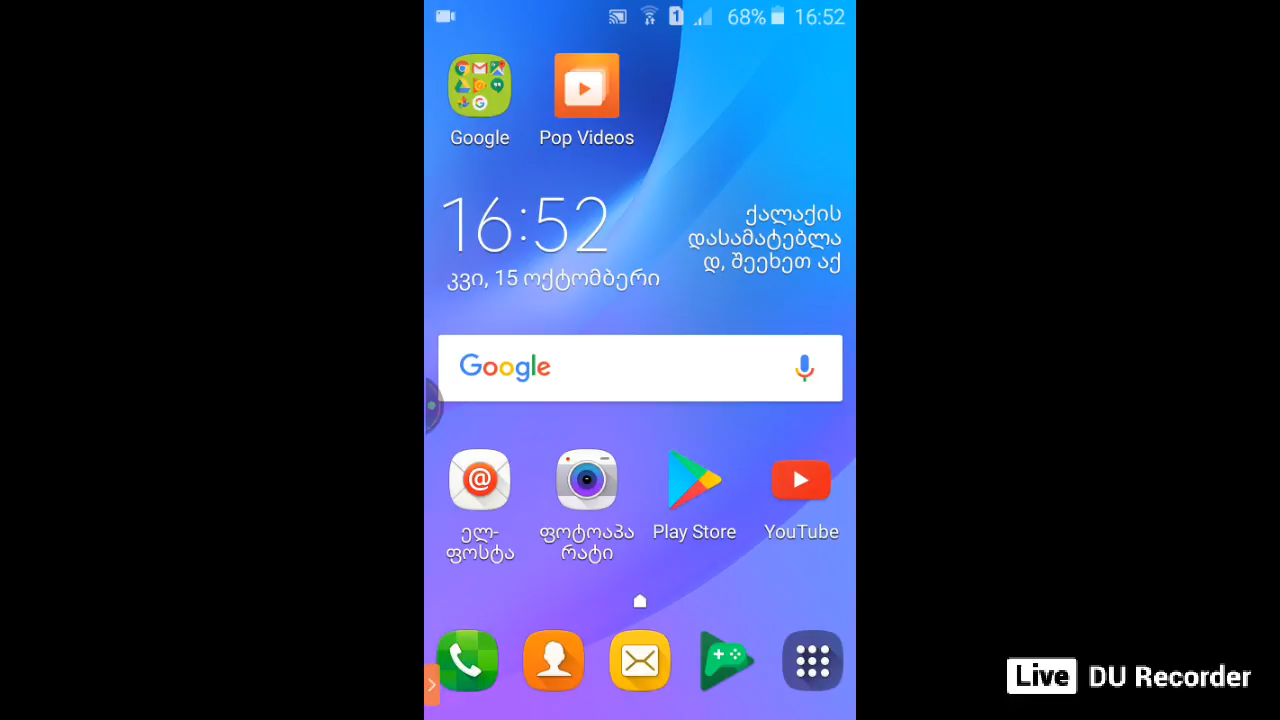 1 68% 16:52
Google Pop Videos
16:52
კვი, 15 ოქტომბერი
ქალაქის
დასამატებლა
დ, შეეხეთ აქ
Google
@
ელ-
ფოსტა
ფოტოაპა
რატი
Play Store
YouTube
Live DU Recorder